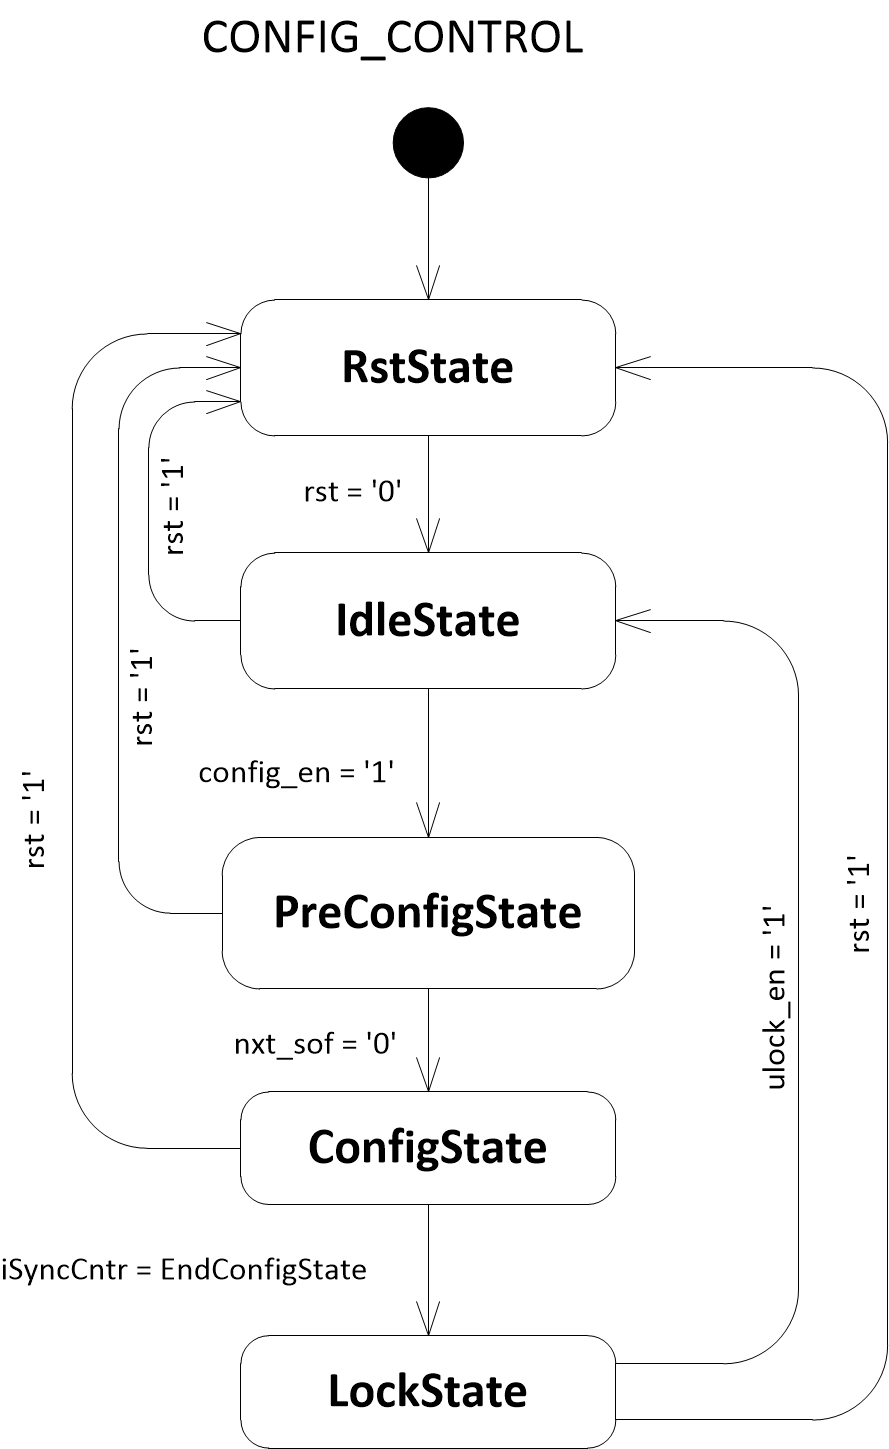 CONFIG_CONTROL
RstState
rst = '0'
rst = '1'
IdleState
rst = '1'
config_en = '1'
rst = '1'
PreConfigState
rst = '1'
ulock_en = '1'
nxt_sof = '0'
ConfigState
iSyncCntr = EndConfigState
LockState